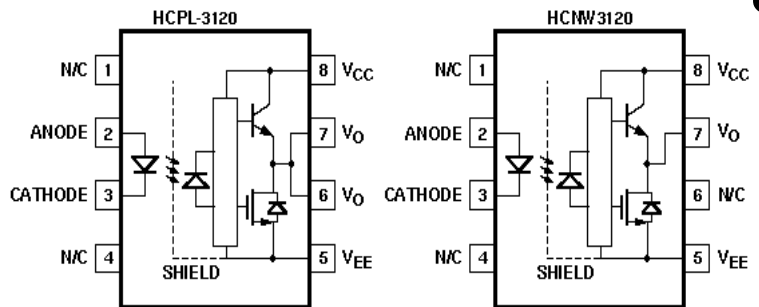 HCPL-3120
N/C 1
8 VCC
ANODE 2
7 VO
CATHODE 3
6 VO
N/C 4
5 VEE
SHIELD
HCNW3120
N/C 1
8 VCC
ANODE 2
7 VO
CATHODE 3
6 N/C
N/C 4
5 VEE
SHIELD